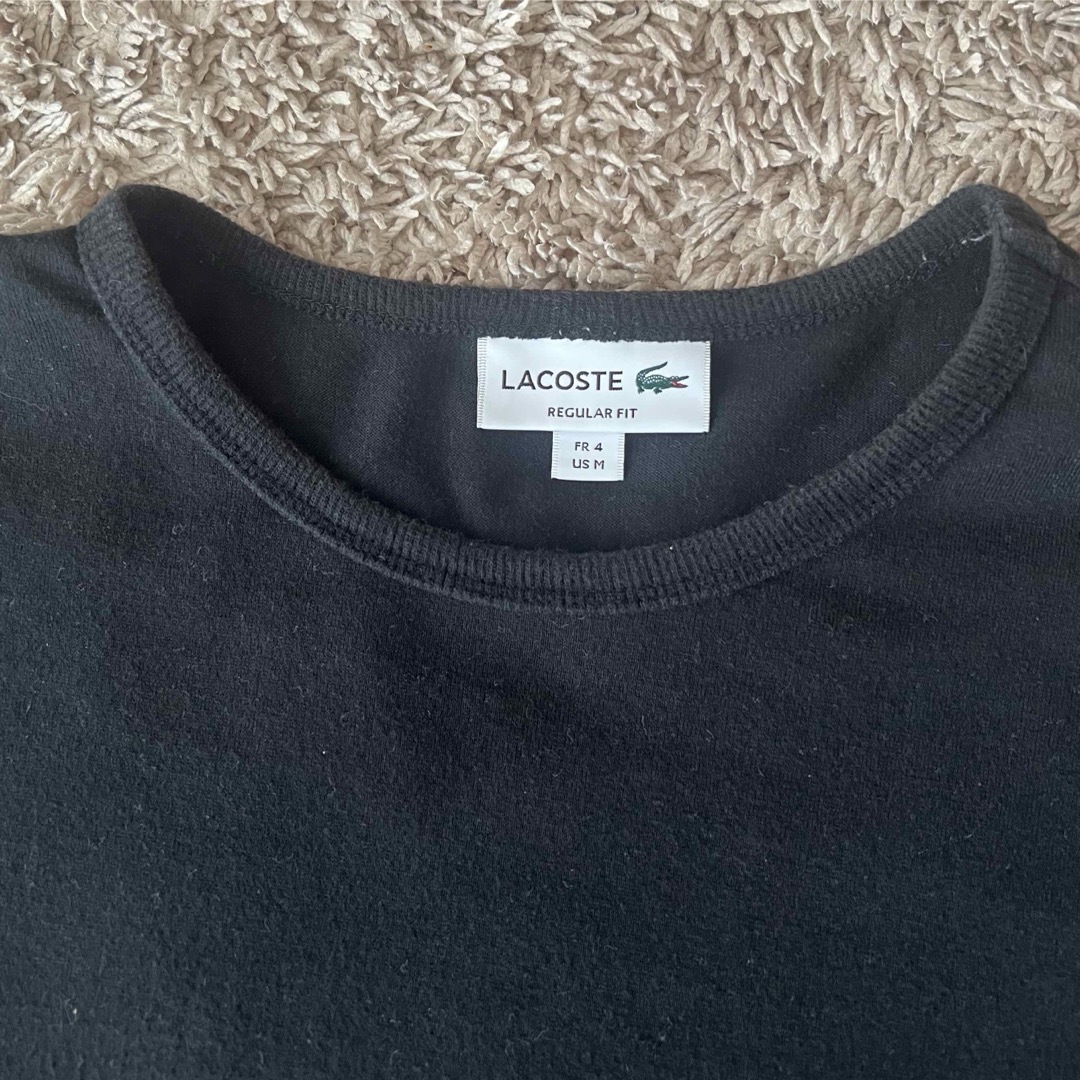 LACOSTE
REGULAR FIT
FR 4
US M